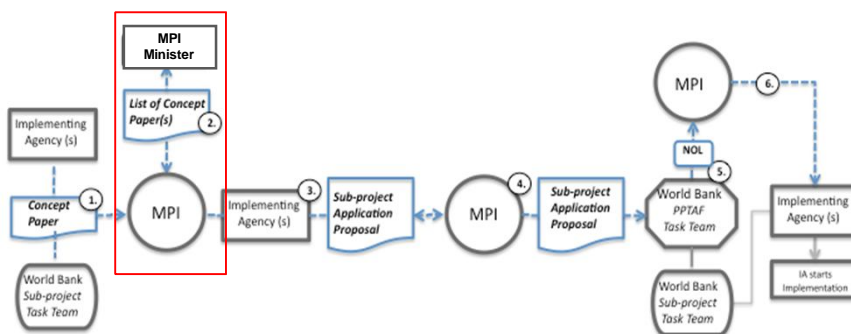 MPI
Minister
List of Concept
Paper(s)
2.
Implementing
Agency (s)
1.
Concept
Paper
World Bank
Sub-project
Task Team
MPI
3.
Implementing
Agency (s)
Sub-project
Application
Proposal
4.
MPI
Sub-project
Application
Proposal
MPI
6.
NOL
5.
World Bank
PPTAF
Task Team
World Bank
Sub-project
Task Team
Implementing
Agency (s)
IA starts
Implementation